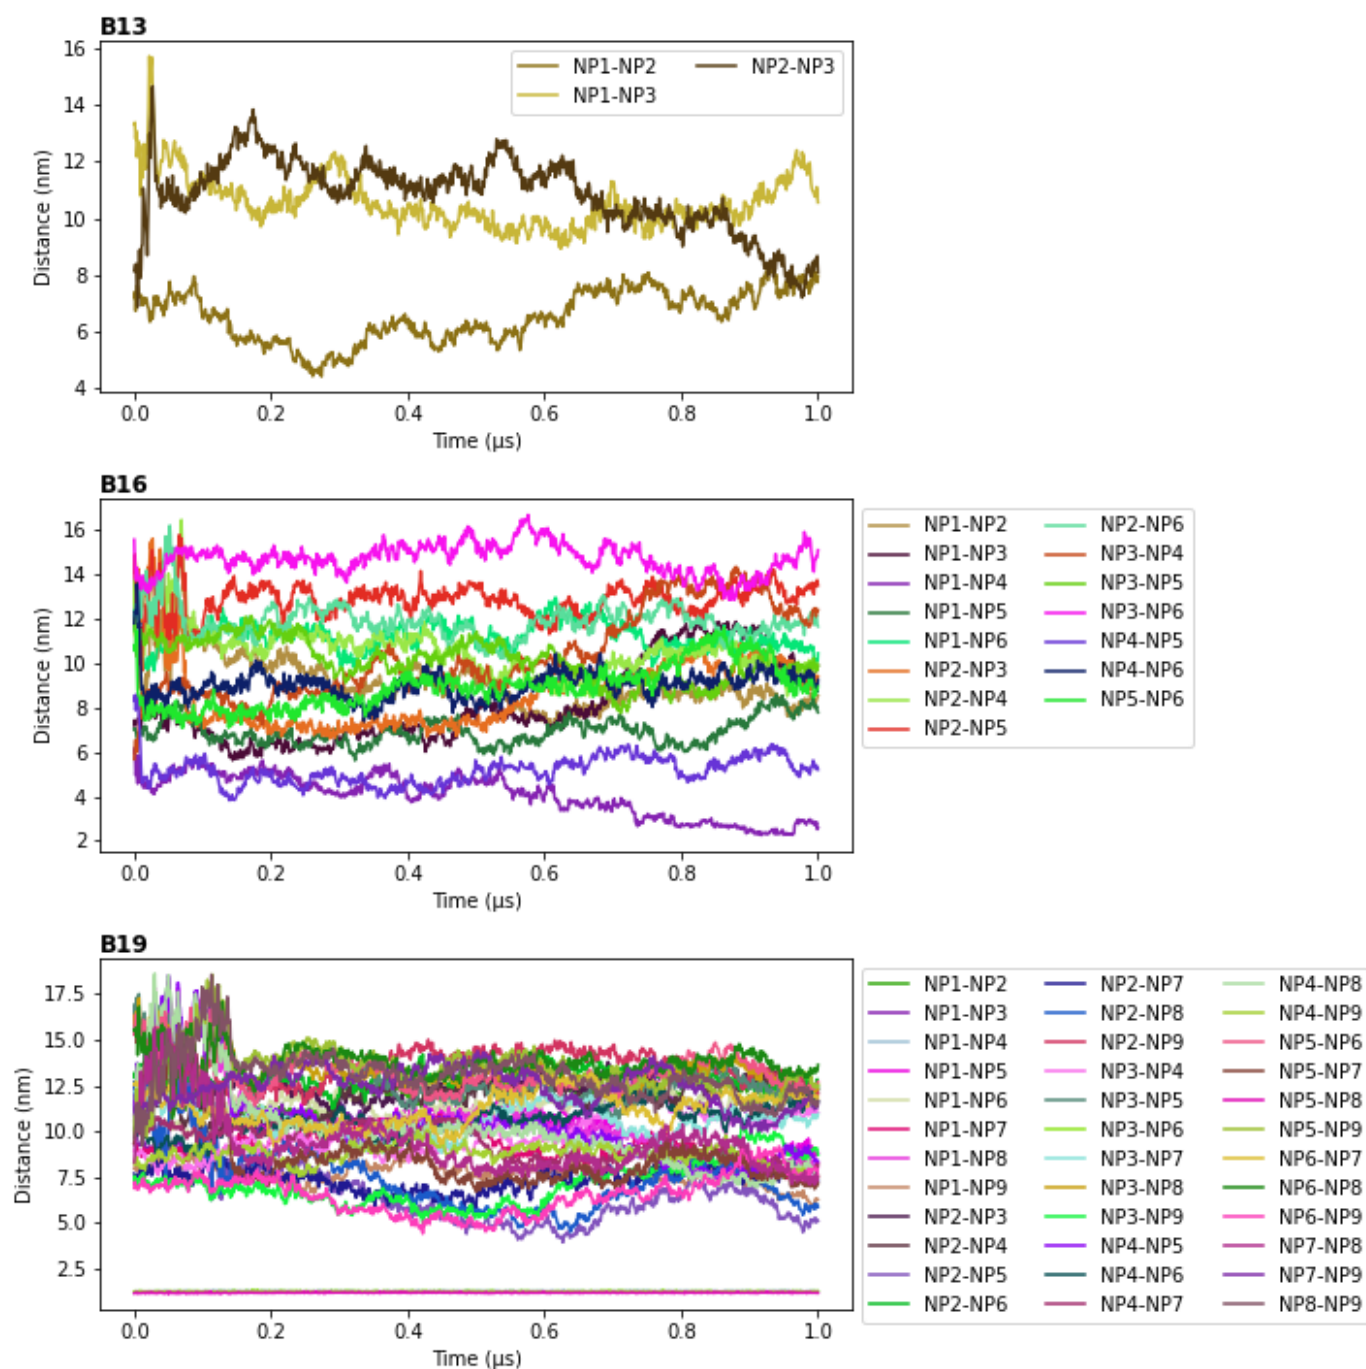 B13
16
14
12
10
8
6
4
Distance (nm)
NP1-NP2 NP2-NP3
NP1-NP3
0.0 0.2 0.4 0.6 0.8 1.0
Time (µs)
B16
16
14
12
10
8
6
4
2
Distance (nm)
NP1-NP2 NP2-NP6
NP1-NP3 NP3-NP4
NP1-NP4 NP3-NP5
NP1-NP5 NP3-NP6
NP1-NP6 NP4-NP5
NP2-NP3 NP4-NP6
NP2-NP4 NP5-NP6
NP2-NP5
0.0 0.2 0.4 0.6 0.8 1.0
Time (µs)
B19
17.5
15.0
12.5
10.0
7.5
5.0
2.5
Distance (nm)
NP1-NP2 NP2-NP7 NP4-NP8
NP1-NP3 NP2-NP8 NP4-NP9
NP1-NP4 NP2-NP9 NP5-NP6
NP1-NP5 NP3-NP4 NP5-NP7
NP1-NP6 NP3-NP5 NP5-NP8
NP1-NP7 NP3-NP6 NP5-NP9
NP1-NP8 NP3-NP7 NP6-NP7
NP1-NP9 NP3-NP8 NP6-NP8
NP2-NP3 NP3-NP9 NP6-NP9
NP2-NP4 NP4-NP5 NP7-NP8
NP2-NP5 NP4-NP6 NP7-NP9
NP2-NP6 NP4-NP7 NP8-NP9
0.0 0.2 0.4 0.6 0.8 1.0
Time (µs)